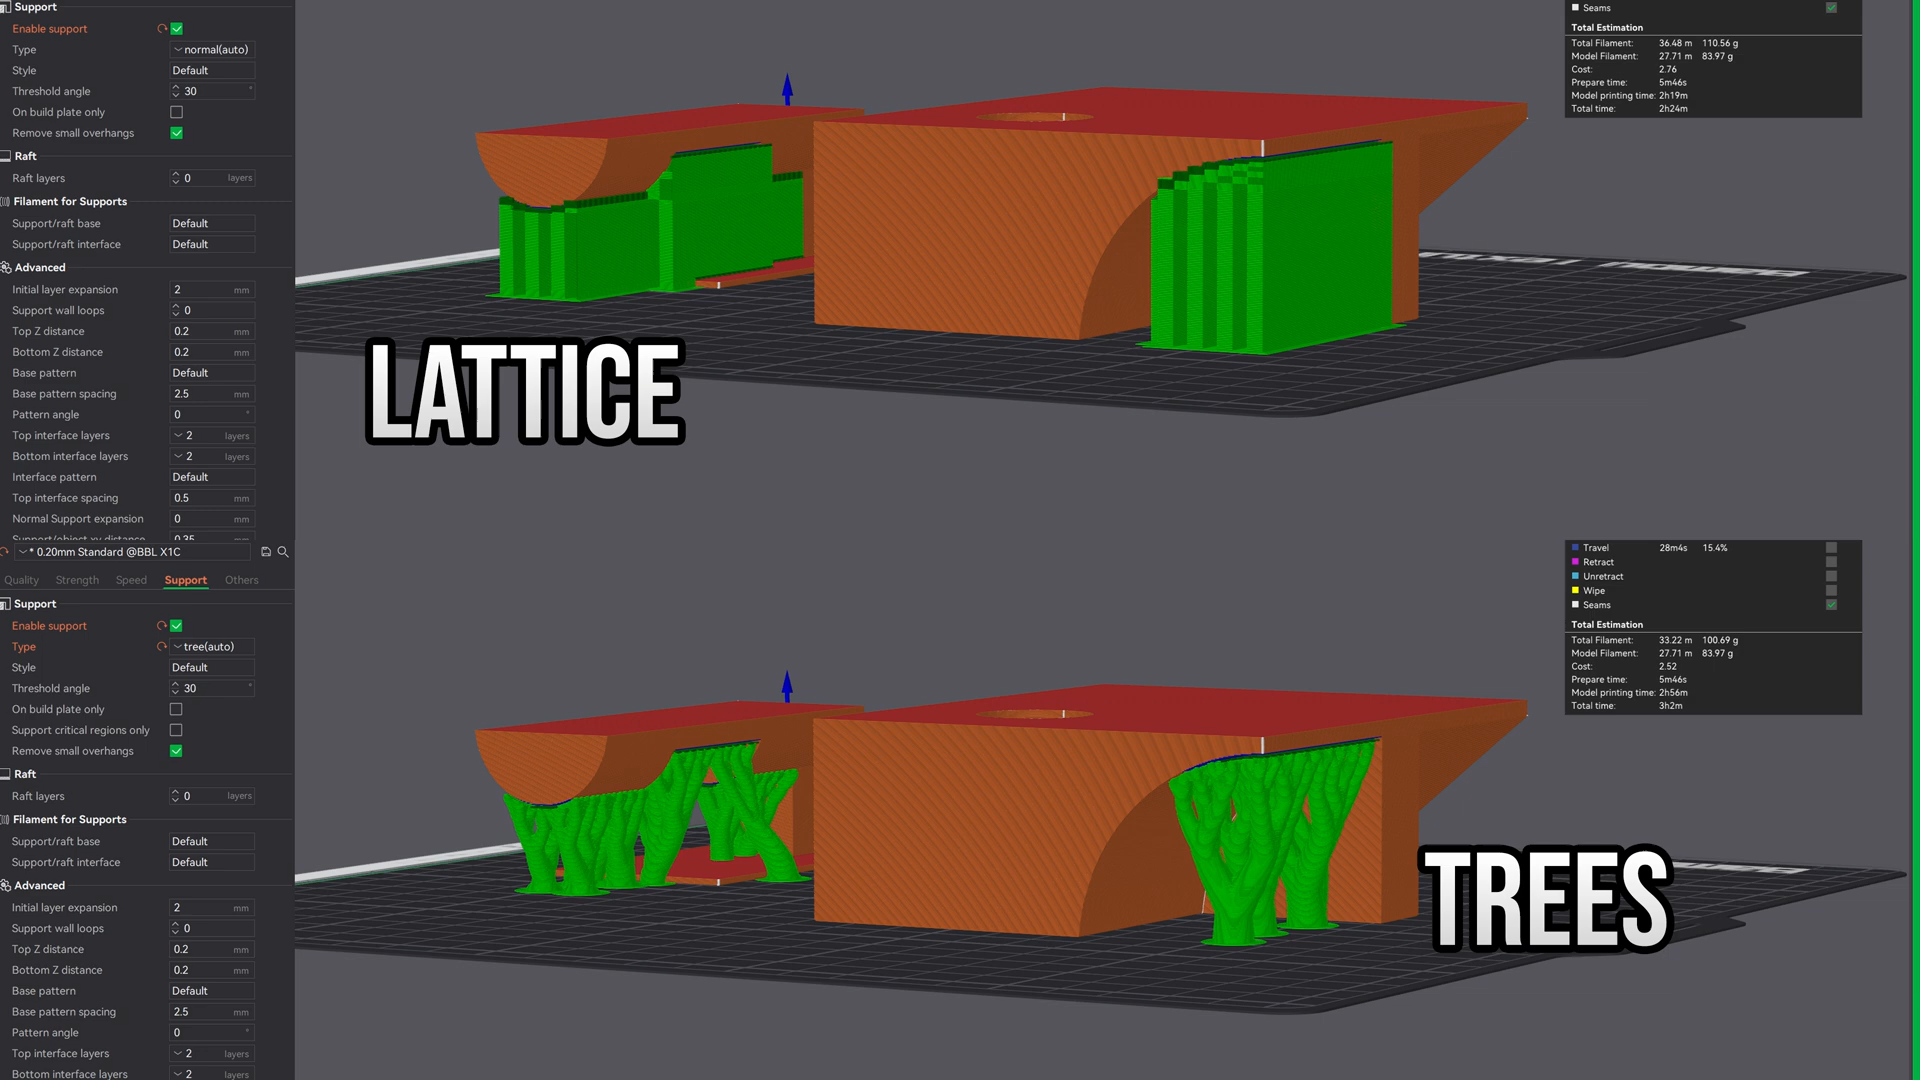 Support
Enable support
Type normal(auto)
Style Default
Threshold angle 30 °
On build plate only
Remove small overhangs
Raft
Raft layers 0 layers
Filament for Supports
Support/raft base Default
Support/raft interface Default
Advanced
Initial layer expansion 2 mm
Support wall loops 0
Top Z distance 0.2 mm
Bottom Z distance 0.2 mm
Base pattern Default
Base pattern spacing 2.5 mm
Pattern angle 0 °
Top interface layers 2 layers
Bottom interface layers 2 layers
Interface pattern Default
Top interface spacing 0.5 mm
Normal Support expansion 0 mm
Support/object xy distance 0.35
LATTICE
Seams
Total Estimation
Total Filament: 36.48 m 110.56 g
Model Filament: 27.71 m 83.97 g
Cost: 2.76
Prepare time: 5m46s
Model printing time: 2h19m
Total time: 2h24m
* 0.20mm Standard @BBL X1C
Quality Strength Speed Support Others
Support
Enable support
Type tree(auto)
Style Default
Threshold angle 30 °
On build plate only
Support critical regions only
Remove small overhangs
Raft
Raft layers 0 layers
Filament for Supports
Support/raft base Default
Support/raft interface Default
Advanced
Initial layer expansion 2 mm
Support wall loops 0
Top Z distance 0.2 mm
Bottom Z distance 0.2 mm
Base pattern Default
Base pattern spacing 2.5 mm
Pattern angle 0 °
Top interface layers 2 layers
Bottom interface layers 2 layers
Travel 28m4s 15.4%
Retract
Unretract
Wipe
Seams
Total Estimation
Total Filament: 33.22 m 100.69 g
Model Filament: 27.71 m 83.97 g
Cost: 2.52
Prepare time: 5m46s
Model printing time: 2h56m
Total time: 3h2m
TREES